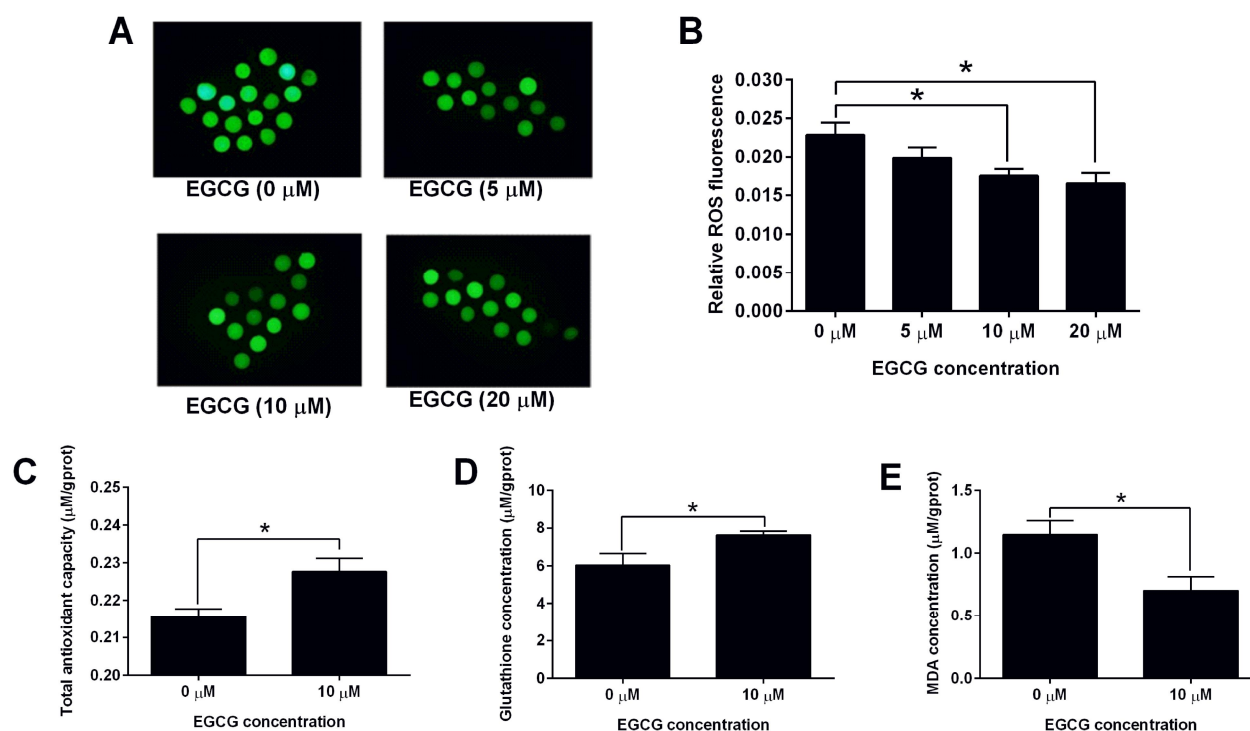 A
EGCG (0 μM)
EGCG (5 μM)
EGCG (10 μM)
EGCG (20 μM)
B
Relative ROS fluorescence
0.030
0.025
0.020
0.015
0.010
0.005
0.000
*
*
0 μM 5 μM 10 μM 20 μM
EGCG concentration
C
Total antioxidant capacity (μM/gprot)
0.25
0.24
0.23
0.22
0.21
0.20
*
0 μM 10 μM
EGCG concentration
D
Glutathione concentration (μM/gprot)
10
8
6
4
2
0
*
0 μM 10 μM
EGCG concentration
E
MDA concentration (μM/gprot)
1.5
1.0
0.5
0.0
*
0 μM 10 μM
EGCG concentration